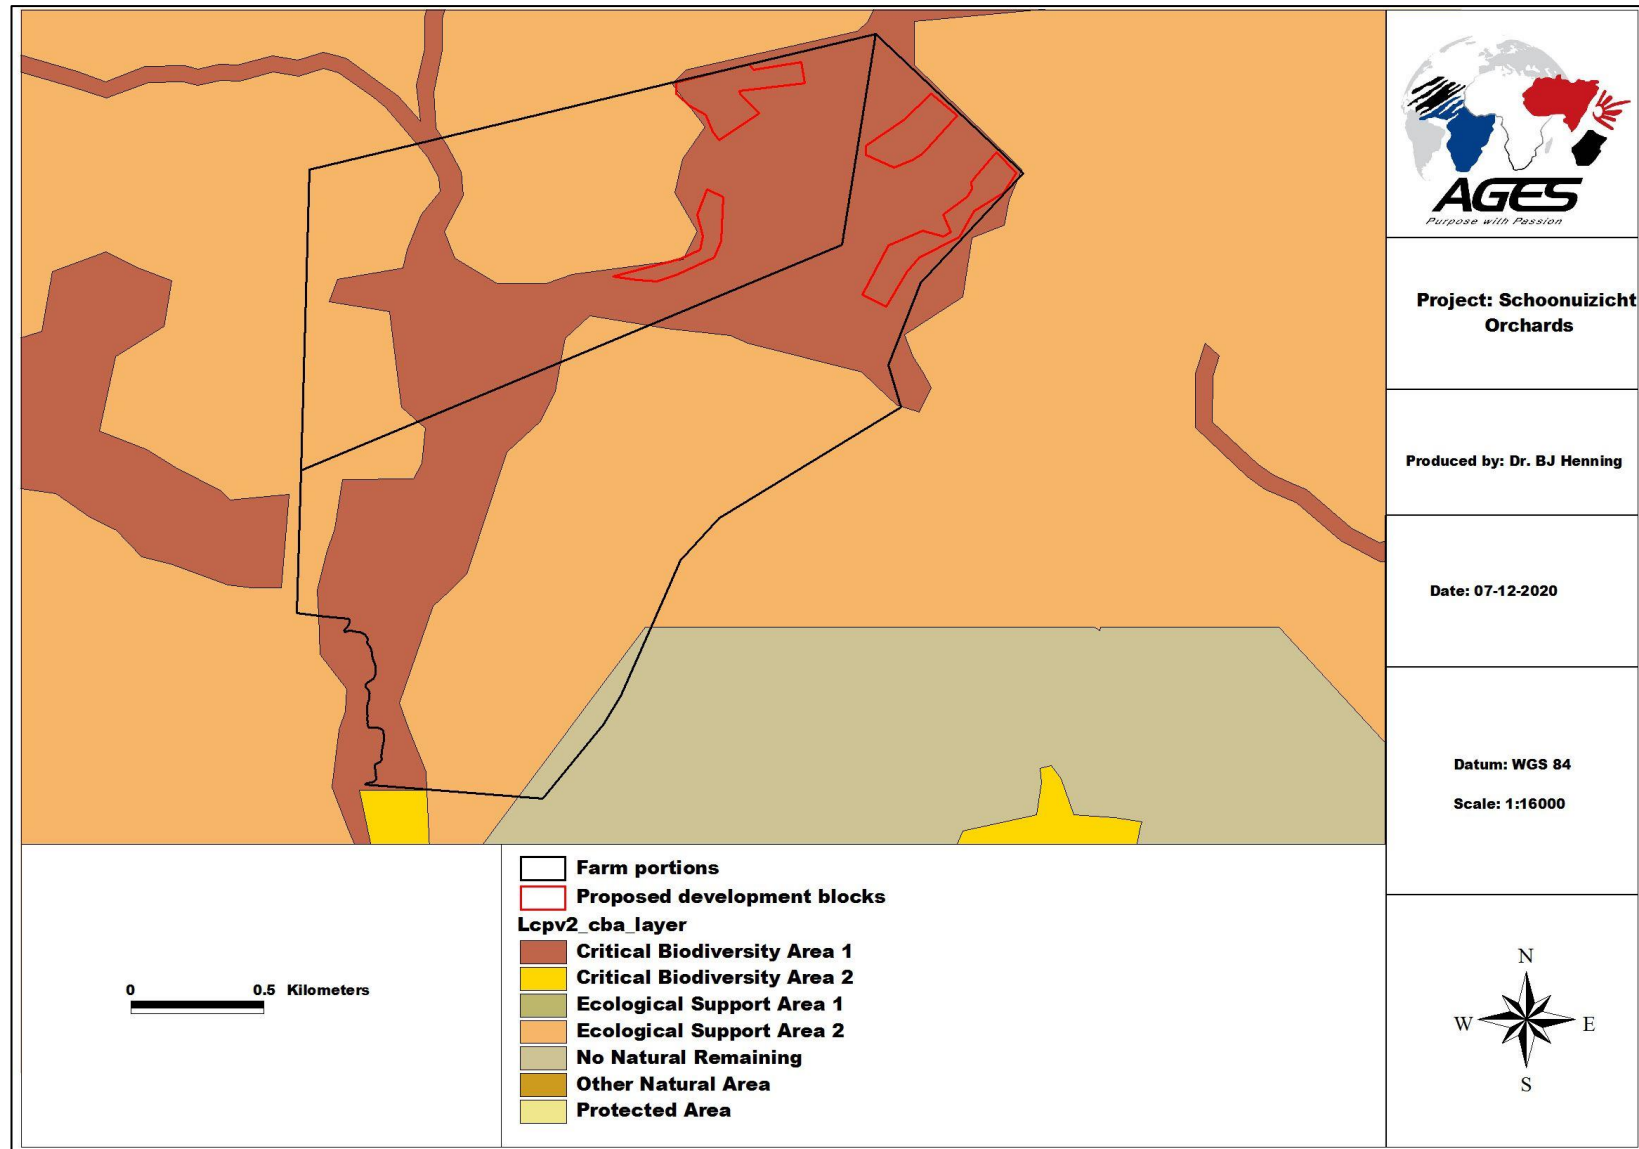 AGES
Purpose with Passion
Project: Schoonuizicht
Orchards
Produced by: Dr. BJ Henning
Date: 07-12-2020
Datum: WGS 84
Scale: 1:16000
N
W E
S
0 0.5 Kilometers
Farm portions
Proposed development blocks
Lcpv2_cba_layer
Critical Biodiversity Area 1
Critical Biodiversity Area 2
Ecological Support Area 1
Ecological Support Area 2
No Natural Remaining
Other Natural Area
Protected Area